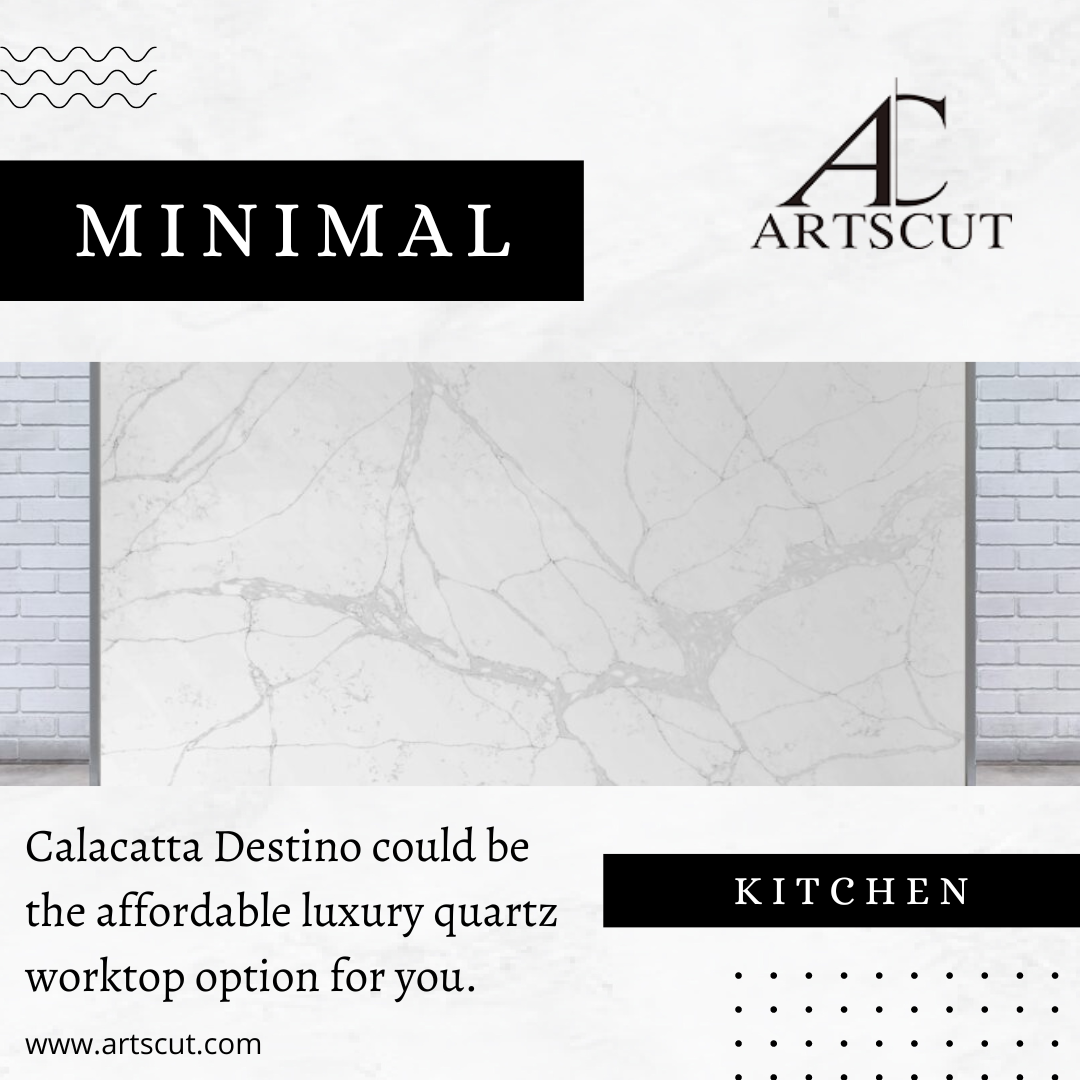 AC
ARTSCUT
MINIMAL
Calacatta Destino could be
the affordable luxury quartz
worktop option for you.
KITCHEN
www.artscut.com